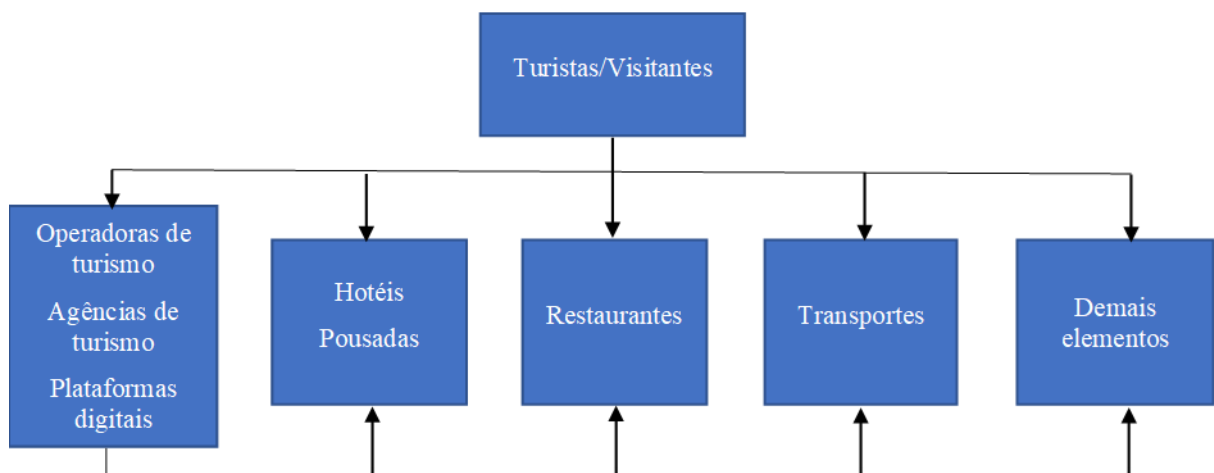 Turistas/Visitantes
Operadoras de
turismo
Agências de
turismo
Plataformas
digitais
Hotéis
Pousadas
Restaurantes
Transportes
Demais
elementos